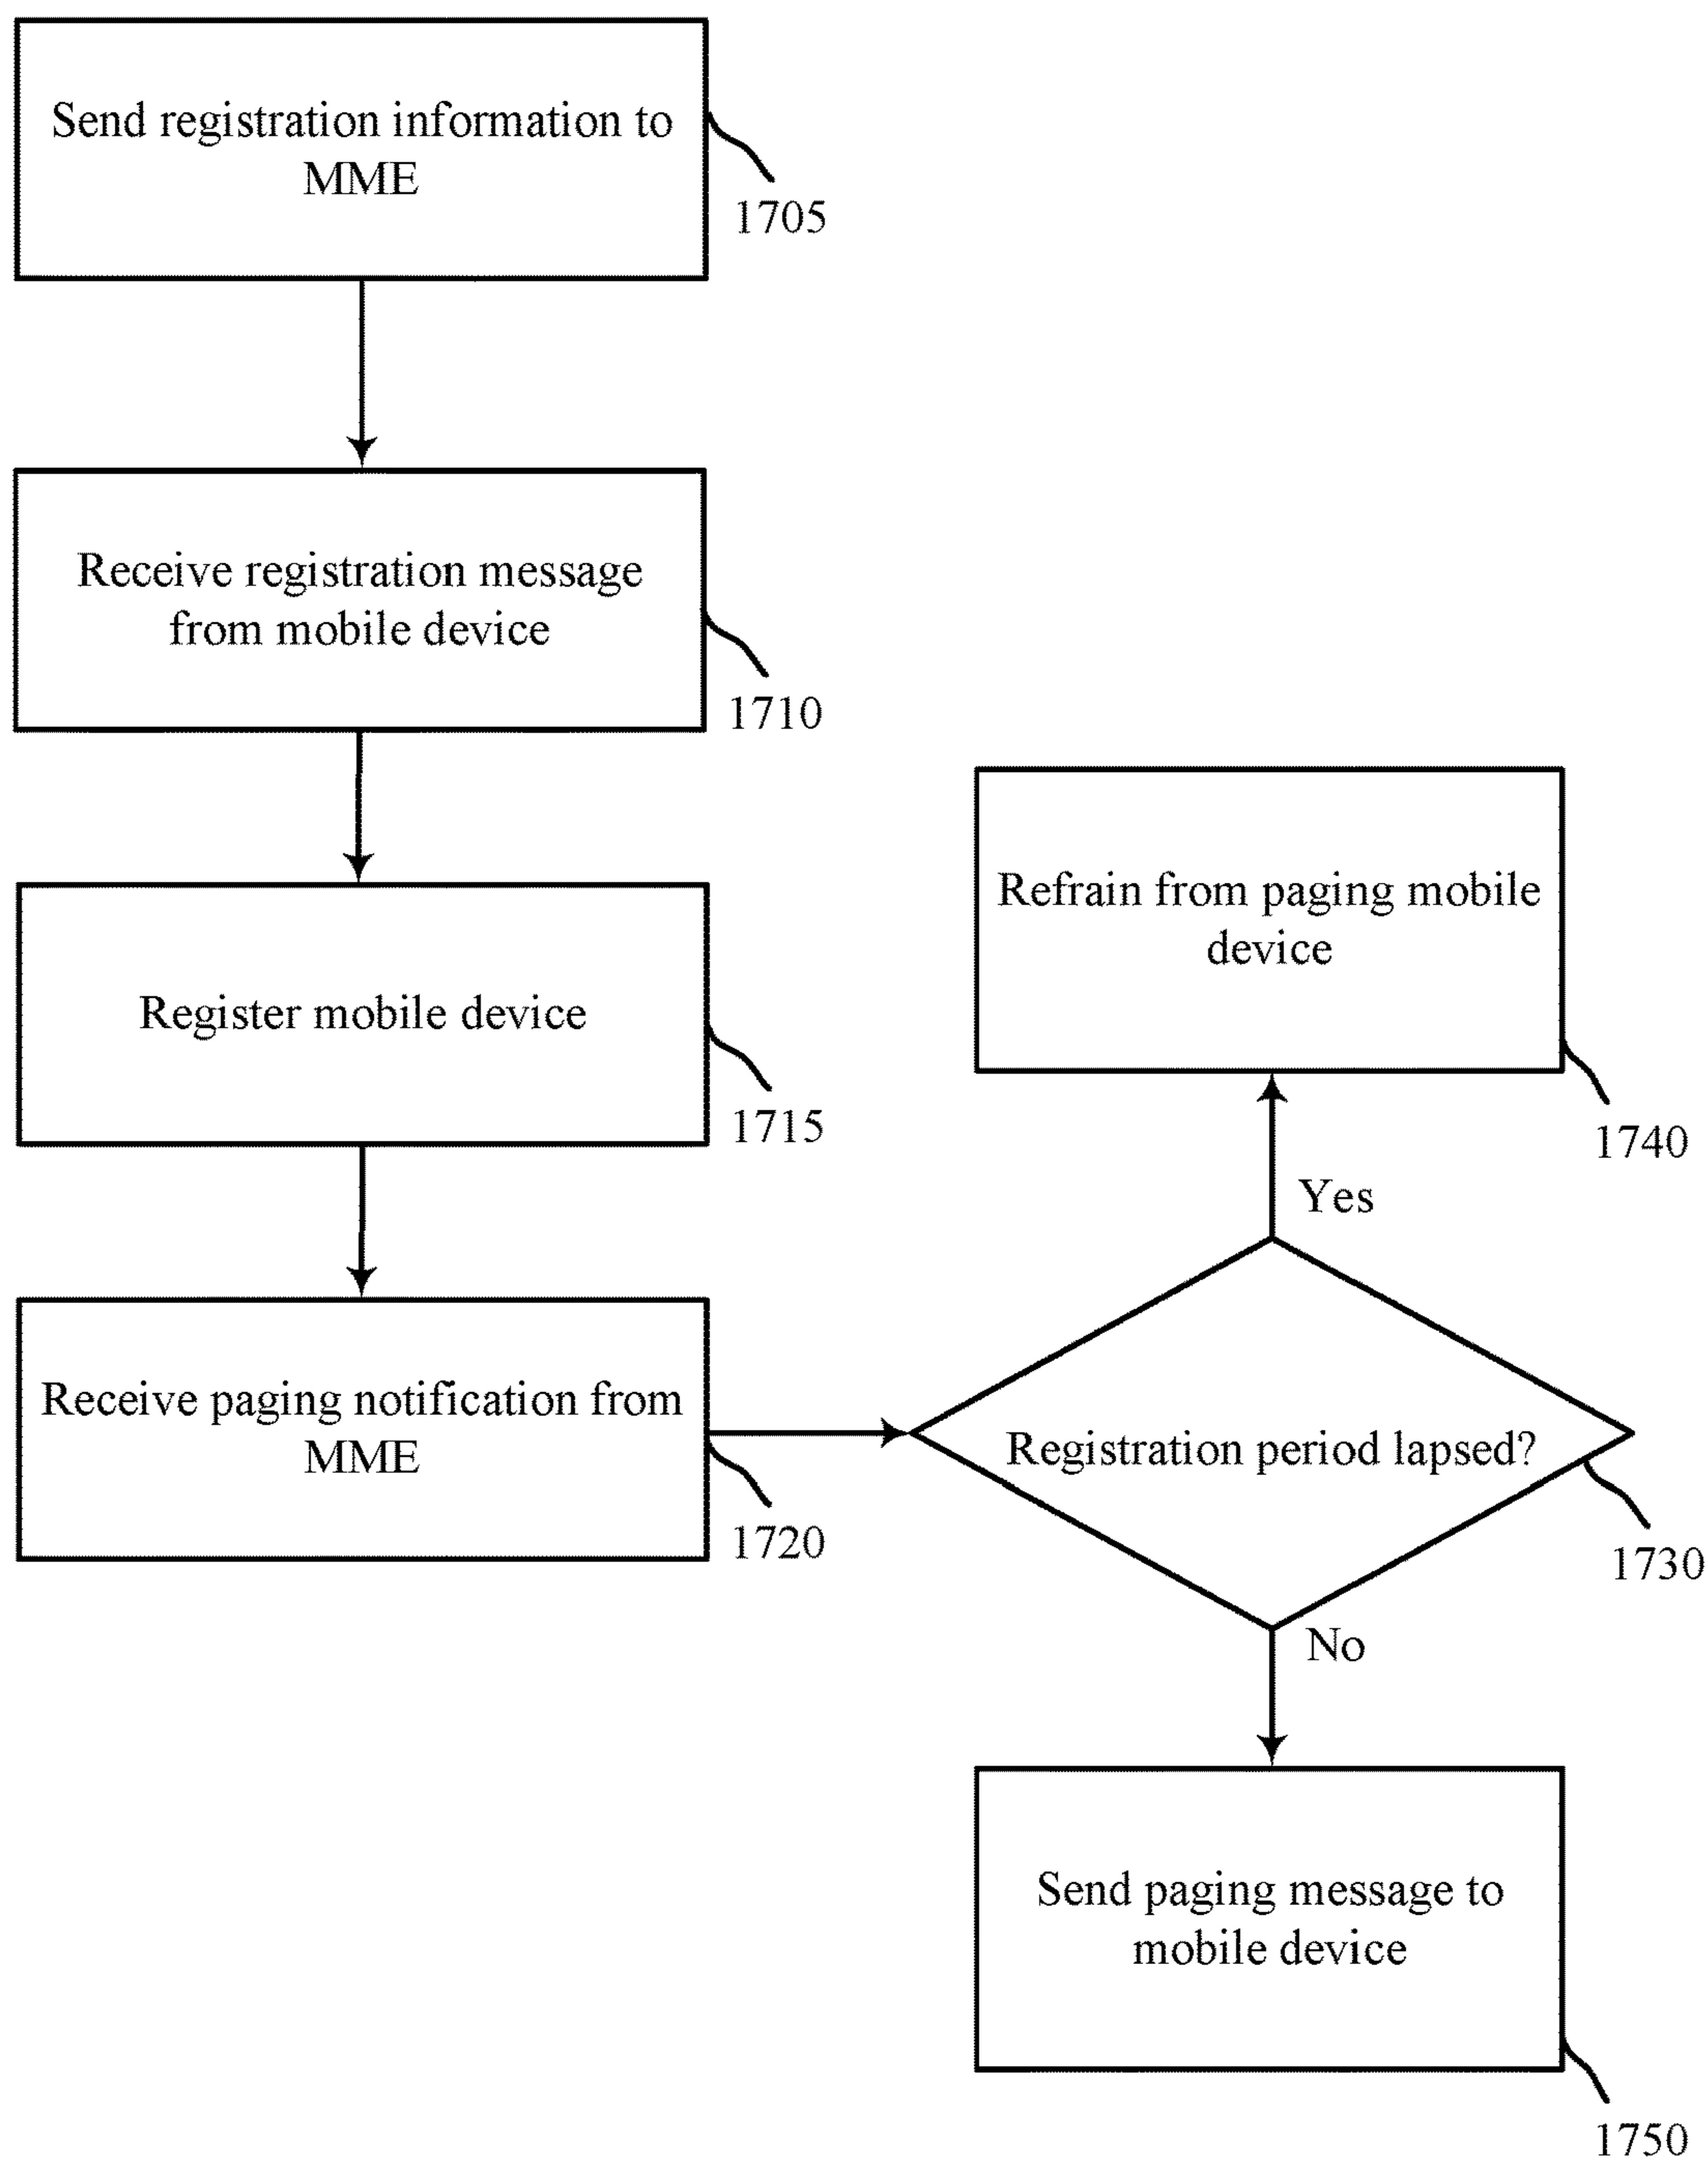 Send registration information to
MME
1705
Receive registration message
from mobile device
1710
Register mobile device
1715
Receive paging notification from
MME
1720
Registration period lapsed?
1730
Yes
Refrain from paging mobile
device
1740
No
Send paging message to
mobile device
1750